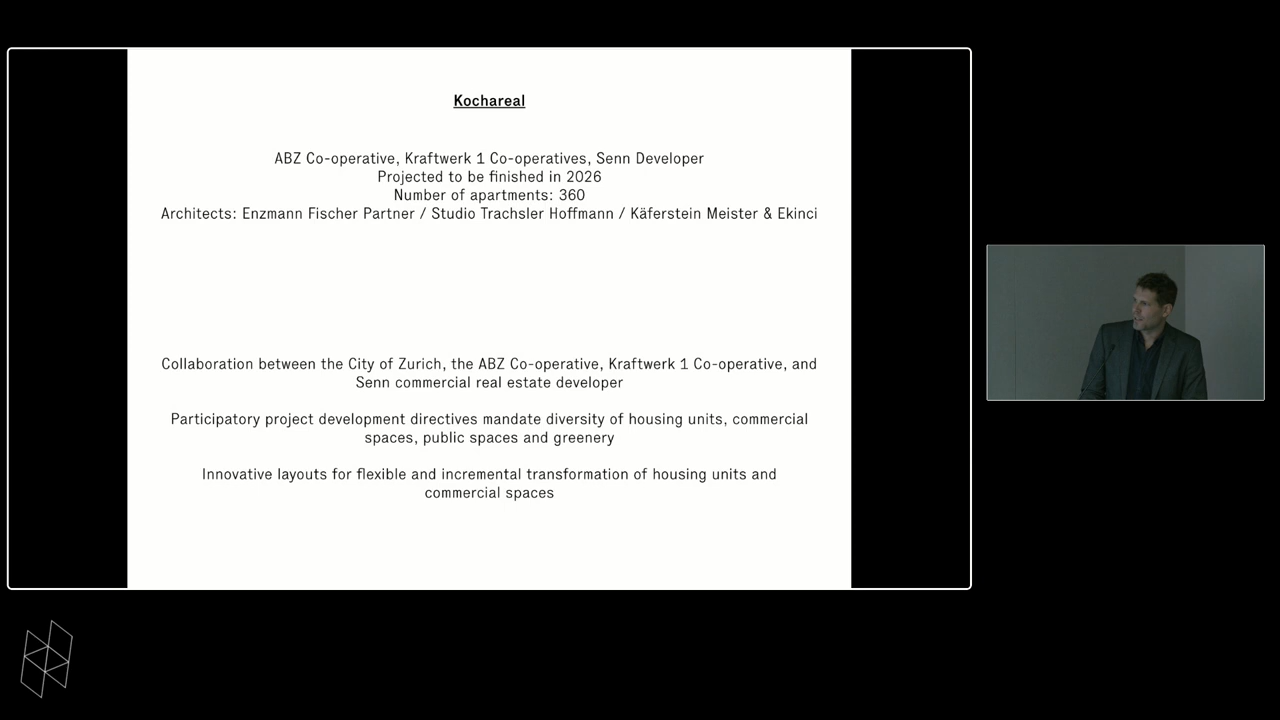 Kochareal
ABZ Co-operative, Kraftwerk 1 Co-operatives, Senn Developer
Projected to be finished in 2026
Number of apartments: 360
Architects: Enzmann Fischer Partner / Studio Trachsler Hoffmann / Käferstein Meister & Ekinci
Collaboration between the City of Zurich, the ABZ Co-operative, Kraftwerk 1 Co-operative, and
Senn commercial real estate developer
Participatory project development directives mandate diversity of housing units, commercial
spaces, public spaces and greenery
Innovative layouts for flexible and incremental transformation of housing units and
commercial spaces